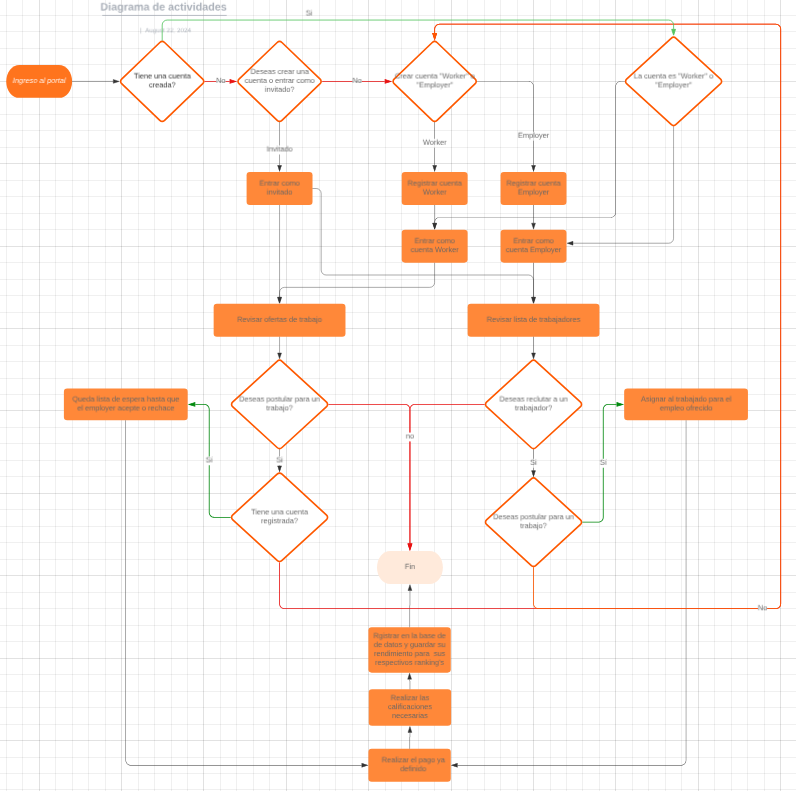 Diagrama de actividades
| August 21, 2024
Si
Ingreso al portal
Tiene una cuenta
creada?
No
Deseas crear una
cuenta o entrar como
invitado?
No
Crear cuenta "Worker" o
"Employer"
La cuenta es "Worker" o
"Employer"
Invitado
Worker
Employer
Entrar como
invitado
Registrar cuenta
Worker
Registrar cuenta
Employer
Entrar como
cuenta Worker
Entrar como
cuenta Employer
Revisar ofertas de trabajo
Revisar lista de trabajadores
Queda lista de espera hasta que
el employer acepte o rechace
Deseas postular para un
trabajo?
Deseas reclutar a un
trabajador?
Asignar al trabajado para el
empleo ofrecido
no
Si
Si
Si
Si
Tiene una cuenta
registrada?
Deseas postular para un
trabajo?
Fin
No
Rgistrar en la base de
de datos y guardar su
rendimiento para sus
respectivos ranking's
Realizar las
calificaciones
necesarias
Realizar el pago ya
definido